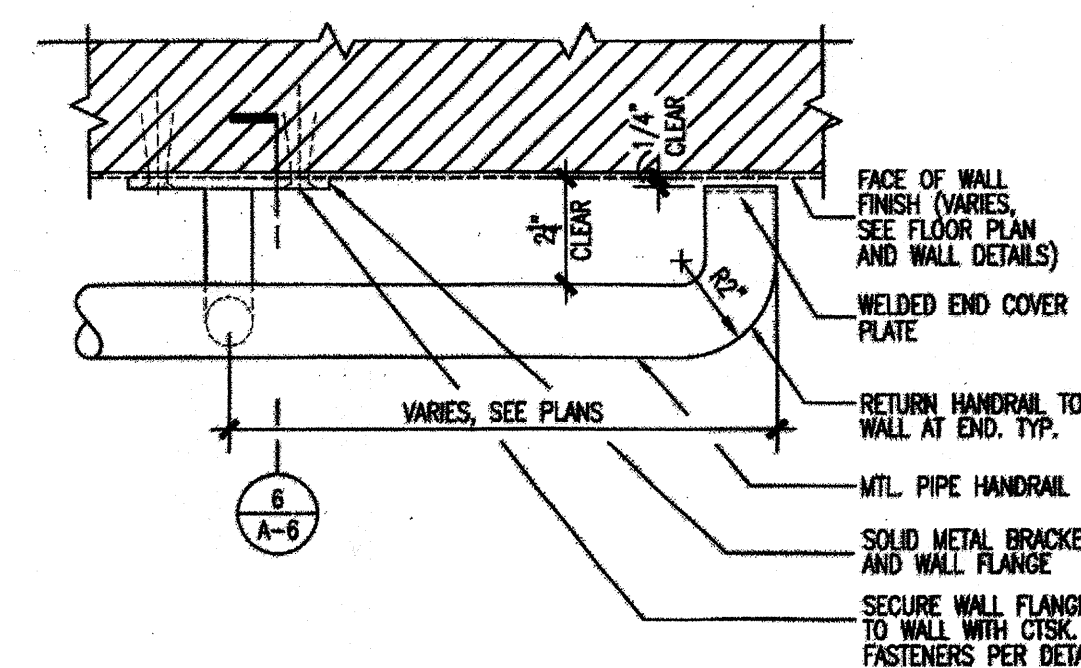 1/4"
CLEAR
2 1/4"
CLEAR
R2"
FACE OF WALL
FINISH (VARIES,
SEE FLOOR PLAN
AND WALL DETAILS)
WELDED END COVER
PLATE
RETURN HANDRAIL TO
WALL AT END. TYP.
VARIES, SEE PLANS
MTL. PIPE HANDRAIL
6
A-6
SOLID METAL BRACKE
AND WALL FLANGE
SECURE WALL FLANGE
TO WALL WITH CTSK.
FASTENERS PER DETA